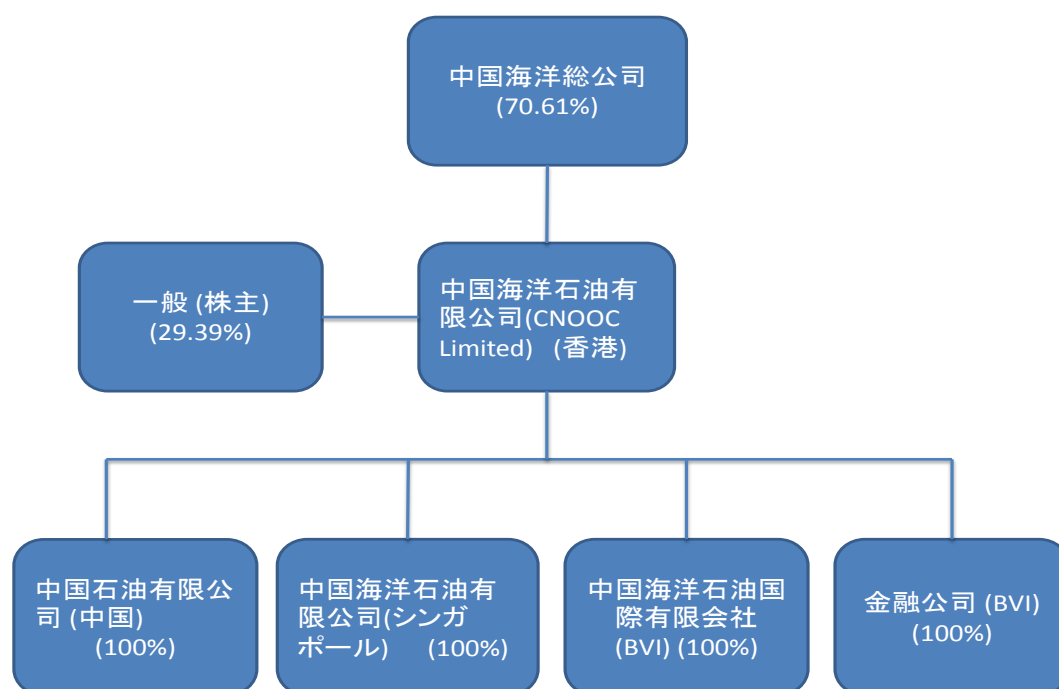 中国海洋総公司
(70.61%)
一般 (株主)
(29.39%)
中国海洋石油有
限公司(CNOOC
Limited) (香港)
中国石油有限公
司 (中国)
(100%)
中国海洋石油有
限公司(シンガ
ポール) (100%)
中国海洋石油国
際有限会社
(BVI) (100%)
金融公司 (BVI)
(100%)